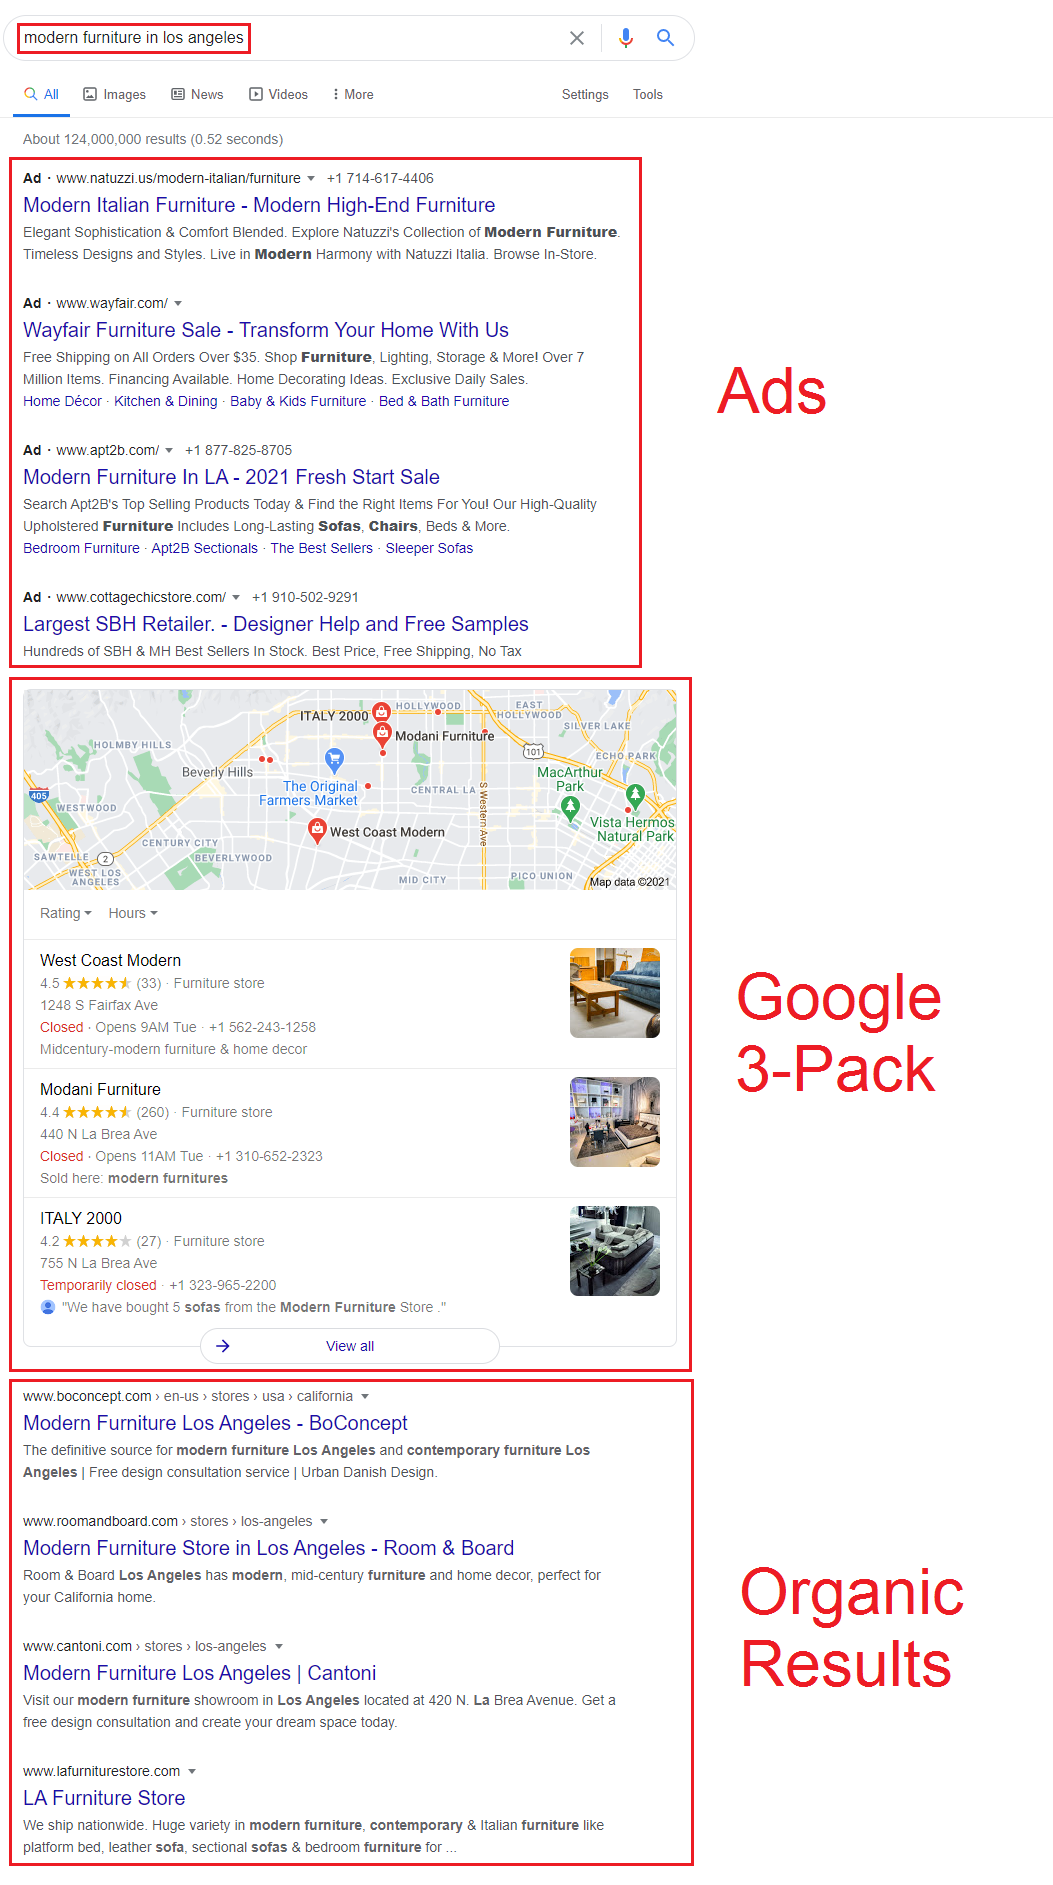 modern furniture in los angeles
All Images News Videos More Settings Tools
About 124,000,000 results (0.52 seconds)
Ad · www.natuzzi.us/modern-italian/furniture +1 714-617-4406
Modern Italian Furniture - Modern High-End Furniture
Elegant Sophistication & Comfort Blended. Explore Natuzzi's Collection of Modern Furniture.
Timeless Designs and Styles. Live in Modern Harmony with Natuzzi Italia. Browse In-Store.
Ad · www.wayfair.com/
Wayfair Furniture Sale - Transform Your Home With Us
Free Shipping on All Orders Over $35. Shop Furniture, Lighting, Storage & More! Over 7
Million Items. Financing Available. Home Decorating Ideas. Exclusive Daily Sales.
Home Décor · Kitchen & Dining · Baby & Kids Furniture · Bed & Bath Furniture
Ad · www.apt2b.com/ +1 877-825-8705
Modern Furniture In LA - 2021 Fresh Start Sale
Search Apt2B's Top Selling Products Today & Find the Right Items For You! Our High-Quality
Upholstered Furniture Includes Long-Lasting Sofas, Chairs, Beds & More.
Bedroom Furniture · Apt2B Sectionals · The Best Sellers · Sleeper Sofas
Ad · www.cottagechicstore.com/ +1 910-502-9291
Largest SBH Retailer. - Designer Help and Free Samples
Hundreds of SBH & MH Best Sellers In Stock. Best Price, Free Shipping, No Tax
Ads
HOLLYWOOD
EAST
HOLLYWOOD
ITALY 2000
SILVER LAKE
Modani Furniture
HOLMBY HILLS
101
ECHO PARK
Beverly Hills
MacArthur
Park
The Original
Farmers Market
CENTRAL LA
S Western Ave
405
WESTWOOD
Vista Hermos
Natural Park
West Coast Modern
CENTURY CITY
SAWTELLE
2
BEVERLYWOOD
WEST LOS
ANGELES
MID CITY
PICO UNION
Map data ©2021
Rating Hours
West Coast Modern
4.5 (33) · Furniture store
1248 S Fairfax Ave
Closed · Opens 9AM Tue · +1 562-243-1258
Midcentury-modern furniture & home decor
Modani Furniture
4.4 (260) · Furniture store
440 N La Brea Ave
Closed · Opens 11AM Tue · +1 310-652-2323
Sold here: modern furnitures
ITALY 2000
4.2 (27) · Furniture store
755 N La Brea Ave
Temporarily closed · +1 323-965-2200
"We have bought 5 sofas from the Modern Furniture Store ."
View all
Google
3-Pack
www.boconcept.com › en-us › stores › usa › california
Modern Furniture Los Angeles - BoConcept
The definitive source for modern furniture Los Angeles and contemporary furniture Los
Angeles | Free design consultation service | Urban Danish Design.
www.roomandboard.com › stores › los-angeles
Modern Furniture Store in Los Angeles - Room & Board
Room & Board Los Angeles has modern, mid-century furniture and home decor, perfect for
your California home.
www.cantoni.com › stores › los-angeles
Modern Furniture Los Angeles | Cantoni
Visit our modern furniture showroom in Los Angeles located at 420 N. La Brea Avenue. Get a
free design consultation and create your dream space today.
www.lafurniturestore.com
LA Furniture Store
We ship nationwide. Huge variety in modern furniture, contemporary & Italian furniture like
platform bed, leather sofa, sectional sofas & bedroom furniture for ...
Organic
Results